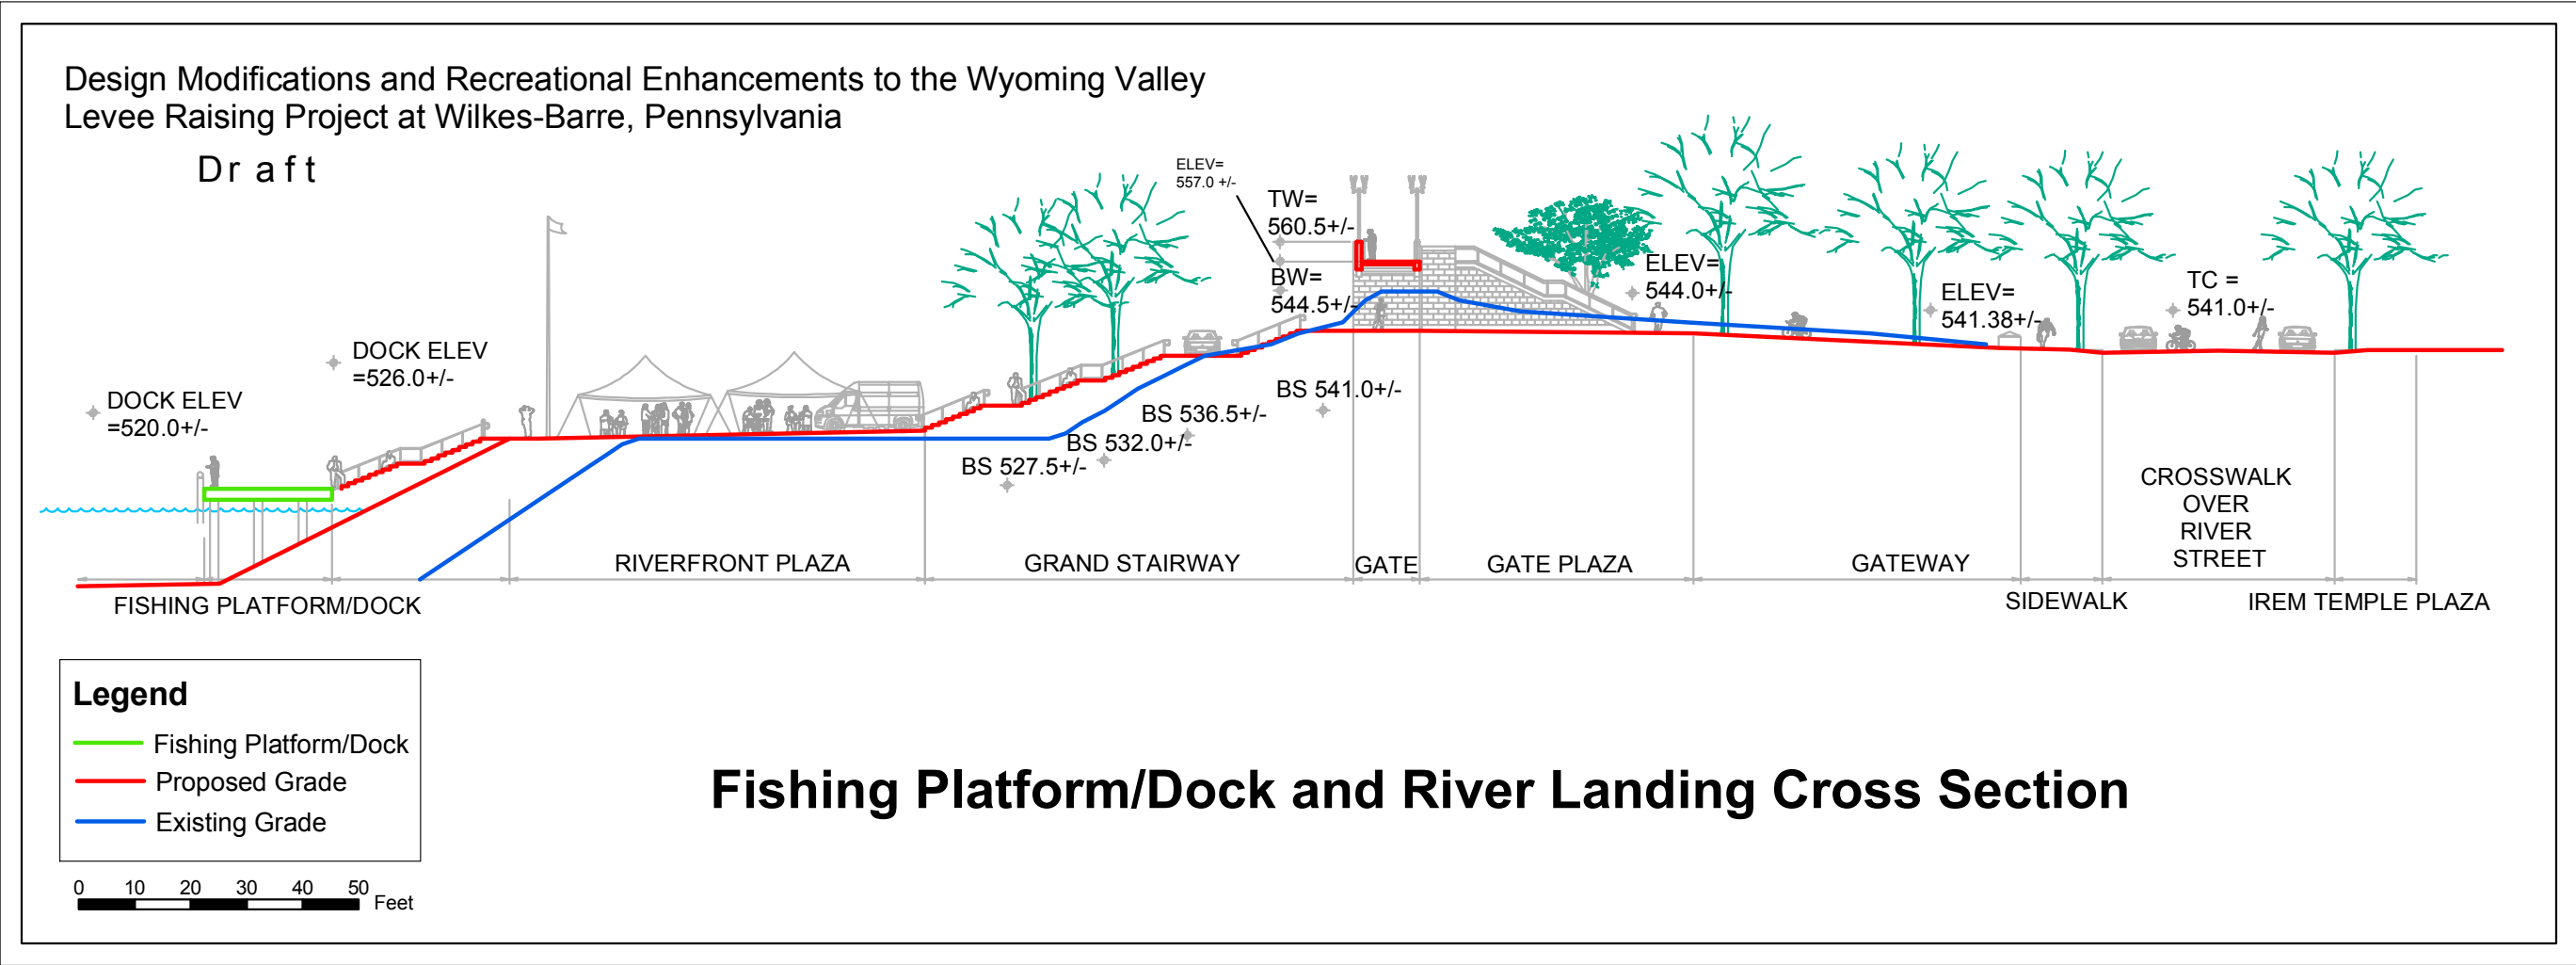 Design Modifications and Recreational Enhancements to the Wyoming Valley
Levee Raising Project at Wilkes-Barre, Pennsylvania
Draft
ELEV=
557.0 +/-
TW=
560.5+/-
BW=
544.5+/-
ELEV=
544.0+/-
ELEV=
541.38+/-
TC =
541.0+/-
DOCK ELEV
=526.0+/-
DOCK ELEV
=520.0+/-
BS 541.0+/-
BS 536.5+/-
BS 532.0+/-
BS 527.5+/-
CROSSWALK
OVER
RIVER
STREET
RIVERFRONT PLAZA
GRAND STAIRWAY
GATE
GATE PLAZA
GATEWAY
FISHING PLATFORM/DOCK
SIDEWALK
IREM TEMPLE PLAZA
Legend
Fishing Platform/Dock
Proposed Grade
Existing Grade
Fishing Platform/Dock and River Landing Cross Section
0 10 20 30 40 50
Feet